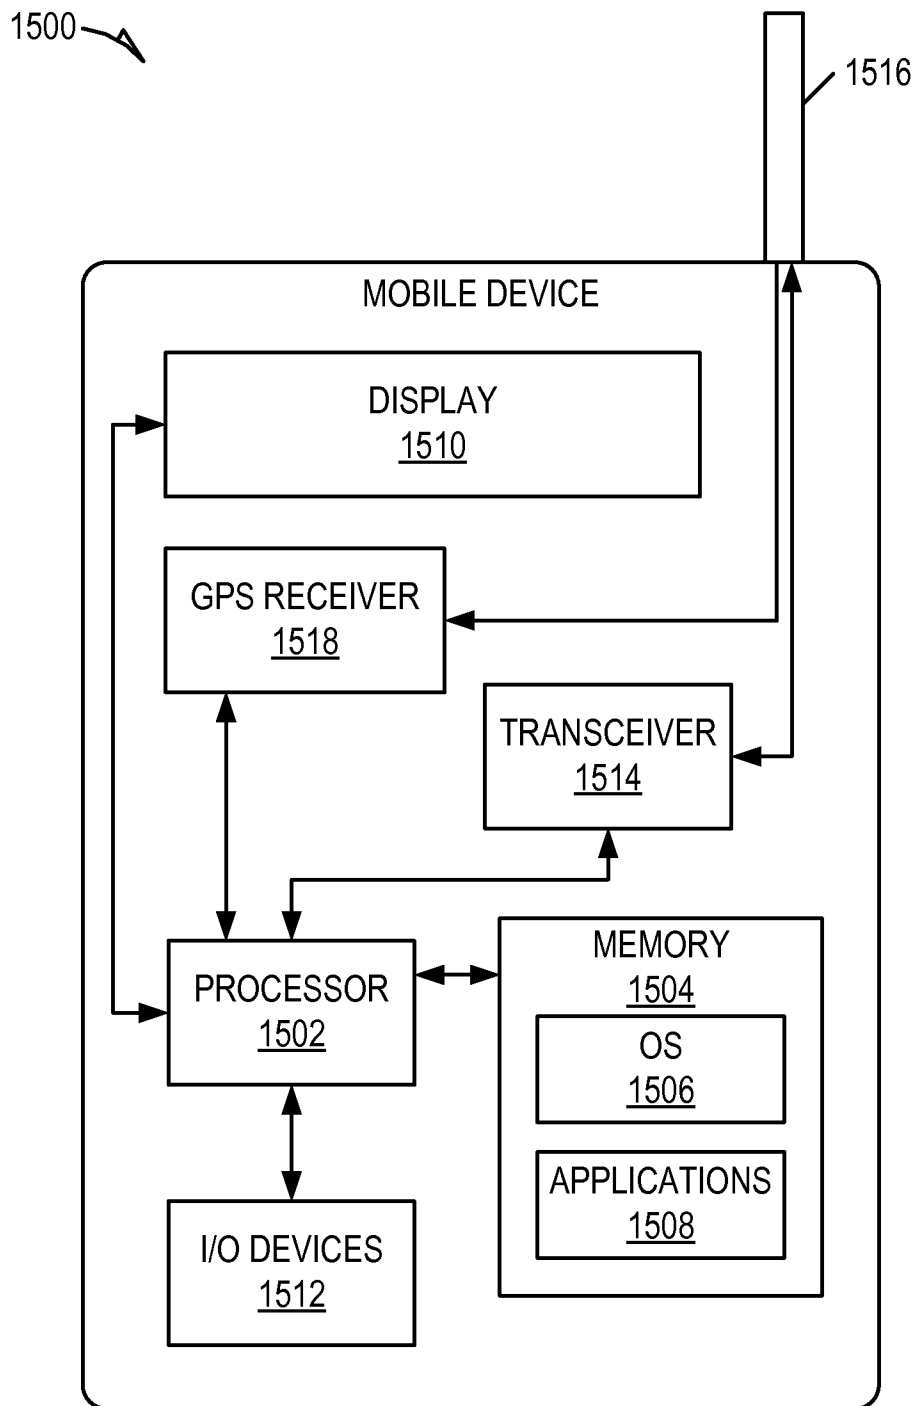 1500
1516
MOBILE DEVICE
DISPLAY
1510
GPS RECEIVER
1518
TRANSCEIVER
1514
PROCESSOR
1502
MEMORY
1504
OS
1506
APPLICATIONS
1508
I/O DEVICES
1512